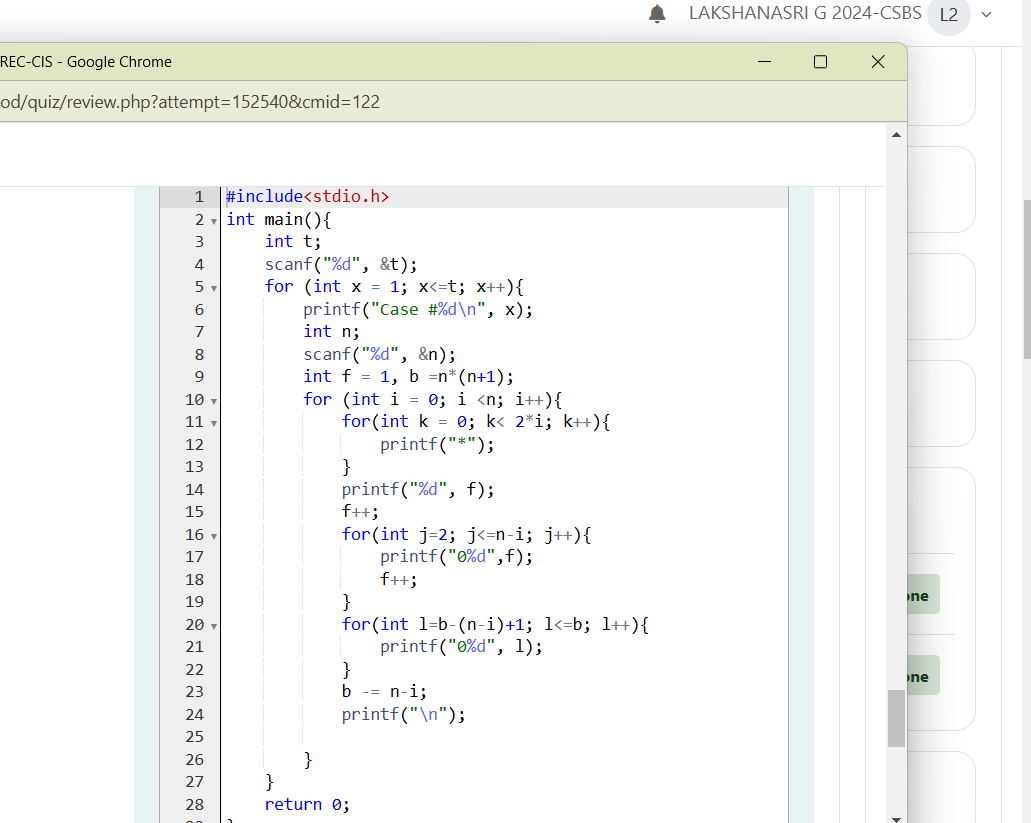 LAKSHANASRI G 2024-CSBS L2
REC-CIS - Google Chrome
od/quiz/review.php?attempt=152540&cmid=122
1 #include<stdio.h>
2 int main(){
3     int t;
4     scanf("%d", &t);
5     for (int x = 1; x<=t; x++){
6         printf("Case #%d\n", x);
7         int n;
8         scanf("%d", &n);
9         int f = 1, b =n*(n+1);
10         for (int i = 0; i <n; i++){
11             for(int k = 0; k< 2*i; k++){
12                 printf("*");
13             }
14             printf("%d", f);
15             f++;
16             for(int j=2; j<=n-i; j++){
17                 printf("0%d",f);
18                 f++;
19             }
20             for(int l=b-(n-i)+1; l<=b; l++){
21                 printf("0%d", l);
22             }
23             b -= n-i;
24             printf("\n");
25
26         }
27     }
28     return 0;
one
one